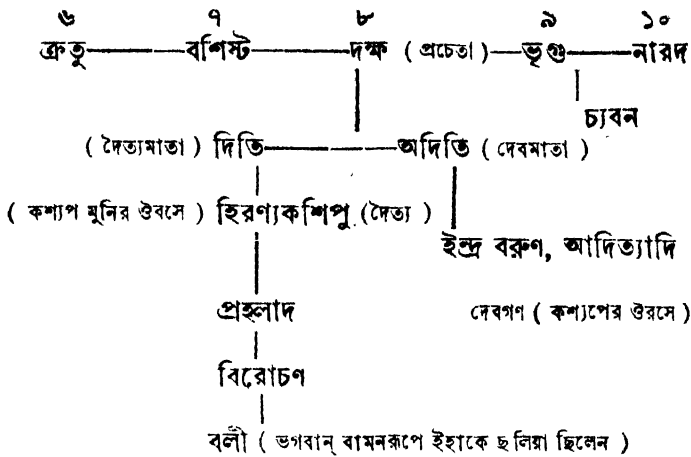 ৬ ৭ ৮ ৯ ১০
ক্রতু বশিস্ট দক্ষ ( প্রচেতা ) ভৃগু নারদ
চ্যবন
( দৈত্যমাতা ) দিতি অদিতি ( দেবমাতা )
( কশ্যপ মুনির ঔবসে ) হিরণ্যকশিপু ( দৈত্য )
ইন্দ্র বরুণ, আদিত্যাদি
প্রহ্লাদ দেবগণ ( কশ্যপের ঔরসে )
বিরোচণ
বলী ( ভগবান্ বামনরূপে ইহাকে ছলিয়া ছিলেন )